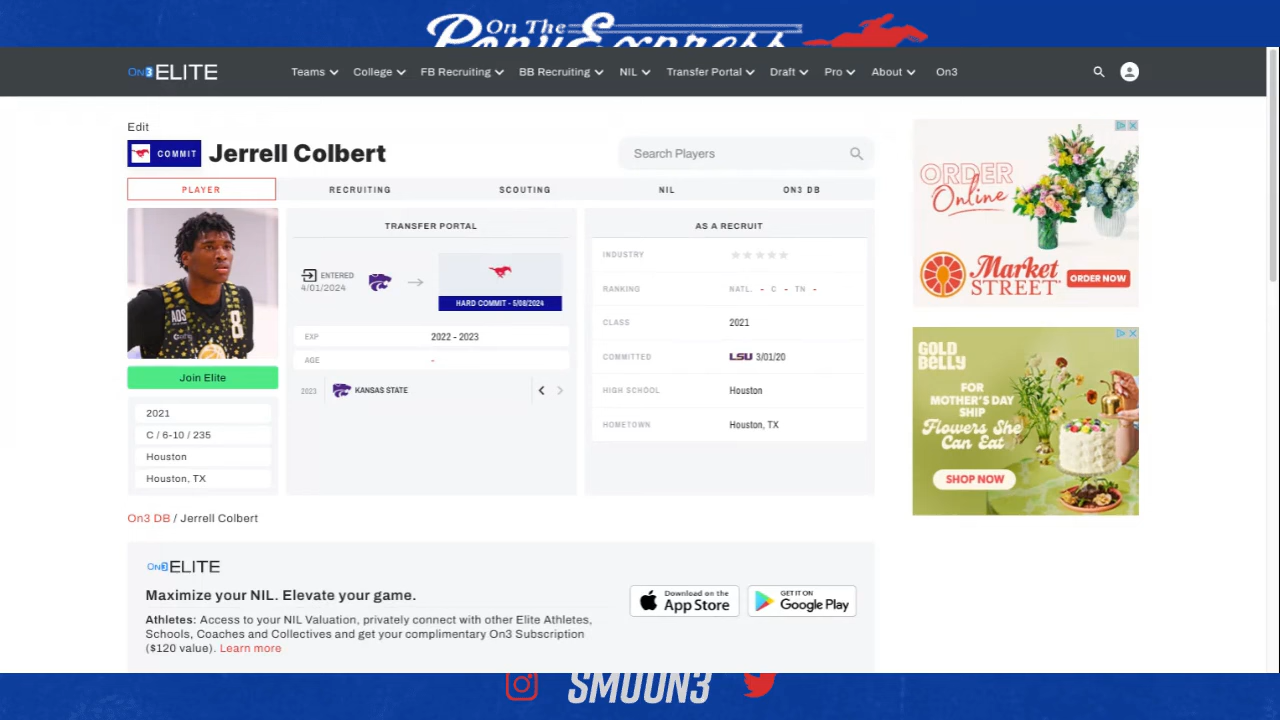 On The
Pony Express
On3 ELITE
Teams
College
FB Recruiting
BB Recruiting
NIL
Transfer Portal
Draft
Pro
About
On3
Edit
COMMIT
Jerrell Colbert
Search Players
PLAYER
RECRUITING
SCOUTING
NIL
ON3 DB
AOS
8
Join Elite
2021
C / 6-10 / 235
Houston
Houston, TX
TRANSFER PORTAL
ENTERED
4/01/2024
HARD COMMIT - 5/08/2024
EXP 2022 - 2023
AGE -
2023 KANSAS STATE
AS A RECRUIT
INDUSTRY
RANKING NATL. - C - TN -
CLASS 2021
COMMITTED LSU 3/01/20
HIGH SCHOOL Houston
HOMETOWN Houston, TX
ORDER
Online
Market
STREET
ORDER NOW
GOLD
BELLY
FOR
MOTHER'S DAY
SHIP
Flowers She
Can Eat
SHOP NOW
On3 DB / Jerrell Colbert
On3 ELITE
Maximize your NIL. Elevate your game.
Athletes: Access to your NIL Valuation, privately connect with other Elite Athletes,
Schools, Coaches and Collectives and get your complimentary On3 Subscription
($120 value). Learn more
Download on the
App Store
GET IT ON
Google Play
SMOON3